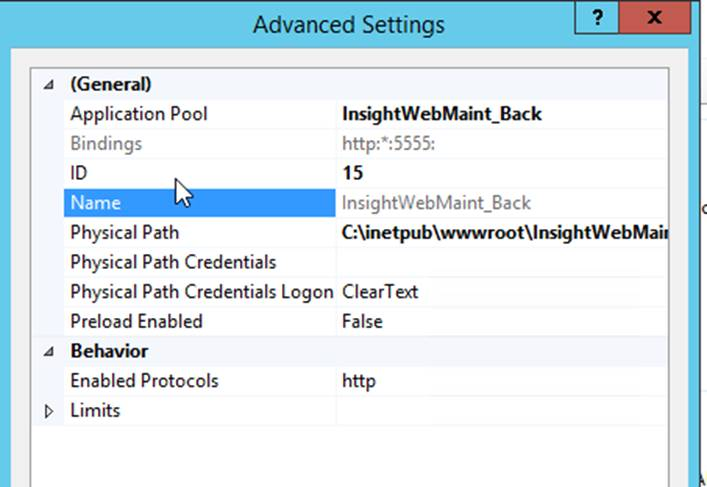 Advanced Settings
?
X
(General)
Application Pool InsightWebMaint_Back
Bindings http:*:5555:
ID 15
Name InsightWebMaint_Back
Physical Path C:\inetpub\wwwroot\InsightWebMai
Physical Path Credentials
Physical Path Credentials Logon ClearText
Preload Enabled False
Behavior
Enabled Protocols http
Limits